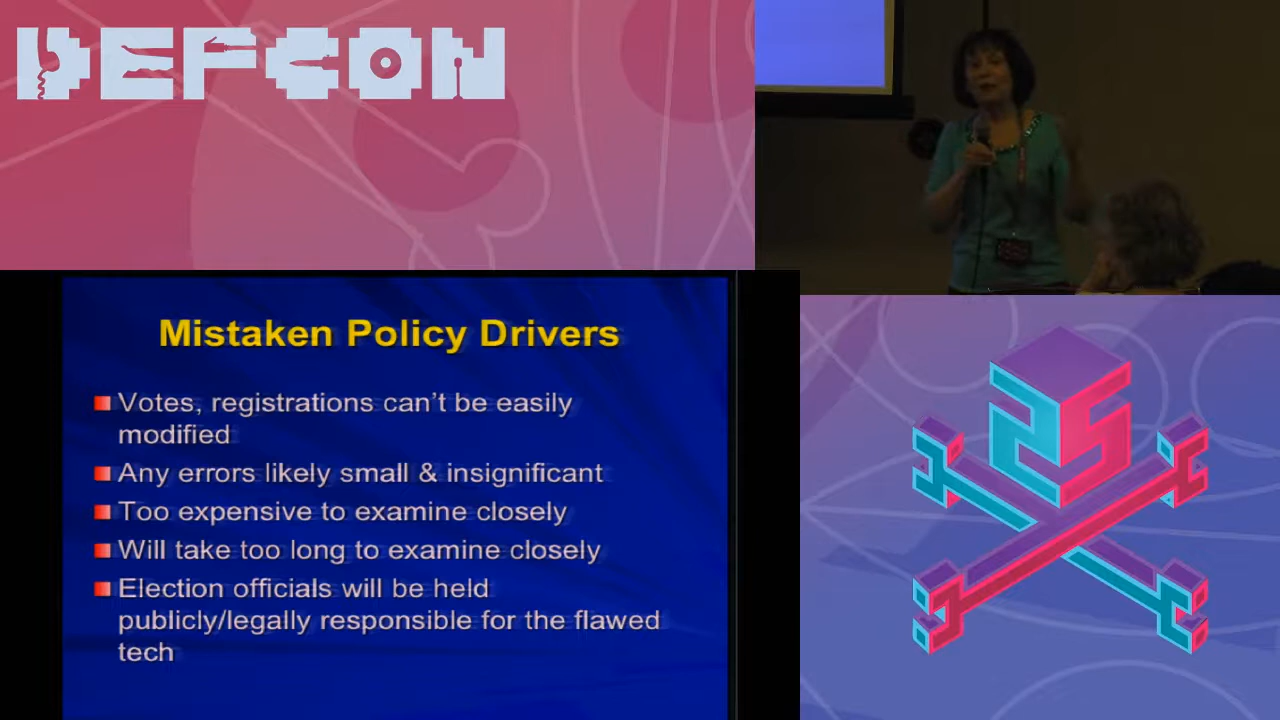 DEFCON
Mistaken Policy Drivers
Votes, registrations can't be easily
modified
Any errors likely small & insignificant
Too expensive to examine closely
Will take too long to examine closely
Election officials will be held
publicly/legally responsible for the flawed
tech
25